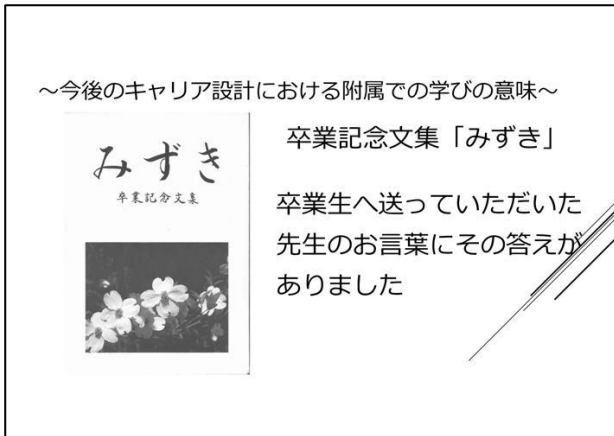 ～今後のキャリア設計における附属での学びの意味～
みずき
卒業記念文集
卒業記念文集「みずき」
卒業生へ送っていただいた
先生のお言葉にその答えが
ありました